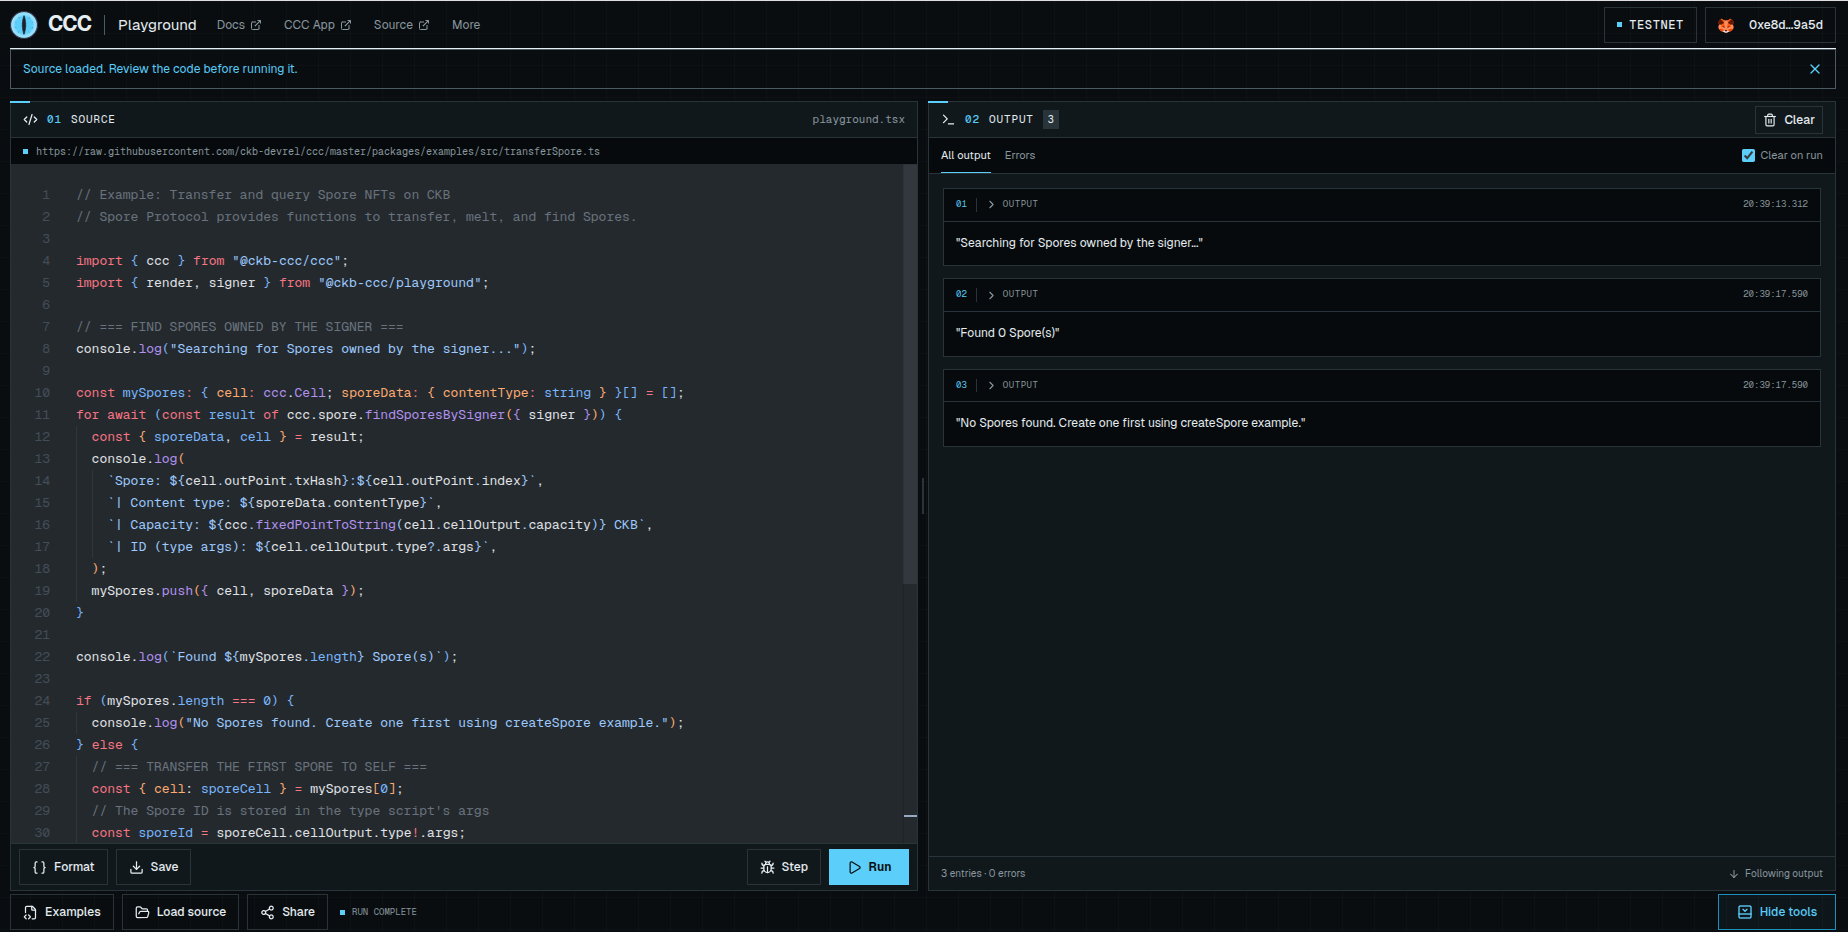 CCC Playground Docs CCC App Source More TESTNET 0xe8d...9a5d
Source loaded. Review the code before running it.
01 SOURCE playground.tsx
https://raw.githubusercontent.com/ckb-devrel/ccc/master/packages/examples/src/transferSpore.ts
1 // Example: Transfer and query Spore NFTs on CKB
2 // Spore Protocol provides functions to transfer, melt, and find Spores.
3
4 import { ccc } from "@ckb-ccc/ccc";
5 import { render, signer } from "@ckb-ccc/playground";
6
7 // === FIND SPORES OWNED BY THE SIGNER ===
8 console.log("Searching for Spores owned by the signer...");
9
10 const mySpores: { cell: ccc.Cell; sporeData: { contentType: string } }[] = [];
11 for await (const result of ccc.spore.findSporesBySigner({ signer })) {
12 const { sporeData, cell } = result;
13 console.log(
14 `Spore: ${cell.outPoint.txHash}:${cell.outPoint.index}`,
15 `| Content type: ${sporeData.contentType}`,
16 `| Capacity: ${ccc.fixedPointToString(cell.cellOutput.capacity)} CKB`,
17 `| ID (type args): ${cell.cellOutput.type?.args}`,
18 );
19 mySpores.push({ cell, sporeData });
20 }
21
22 console.log(`Found ${mySpores.length} Spore(s)`);
23
24 if (mySpores.length === 0) {
25 console.log("No Spores found. Create one first using createSpore example.");
26 } else {
27 // === TRANSFER THE FIRST SPORE TO SELF ===
28 const { cell: sporeCell } = mySpores[0];
29 // The Spore ID is stored in the type script's args
30 const sporeId = sporeCell.cellOutput.type!.args;
{} Format Save Step Run
02 OUTPUT 3 Clear
All output Errors Clear on run
01 OUTPUT 20:39:13.312
"Searching for Spores owned by the signer..."
02 OUTPUT 20:39:17.590
"Found 0 Spore(s)"
03 OUTPUT 20:39:17.590
"No Spores found. Create one first using createSpore example."
3 entries · 0 errors Following output
Examples Load source Share RUN COMPLETE Hide tools